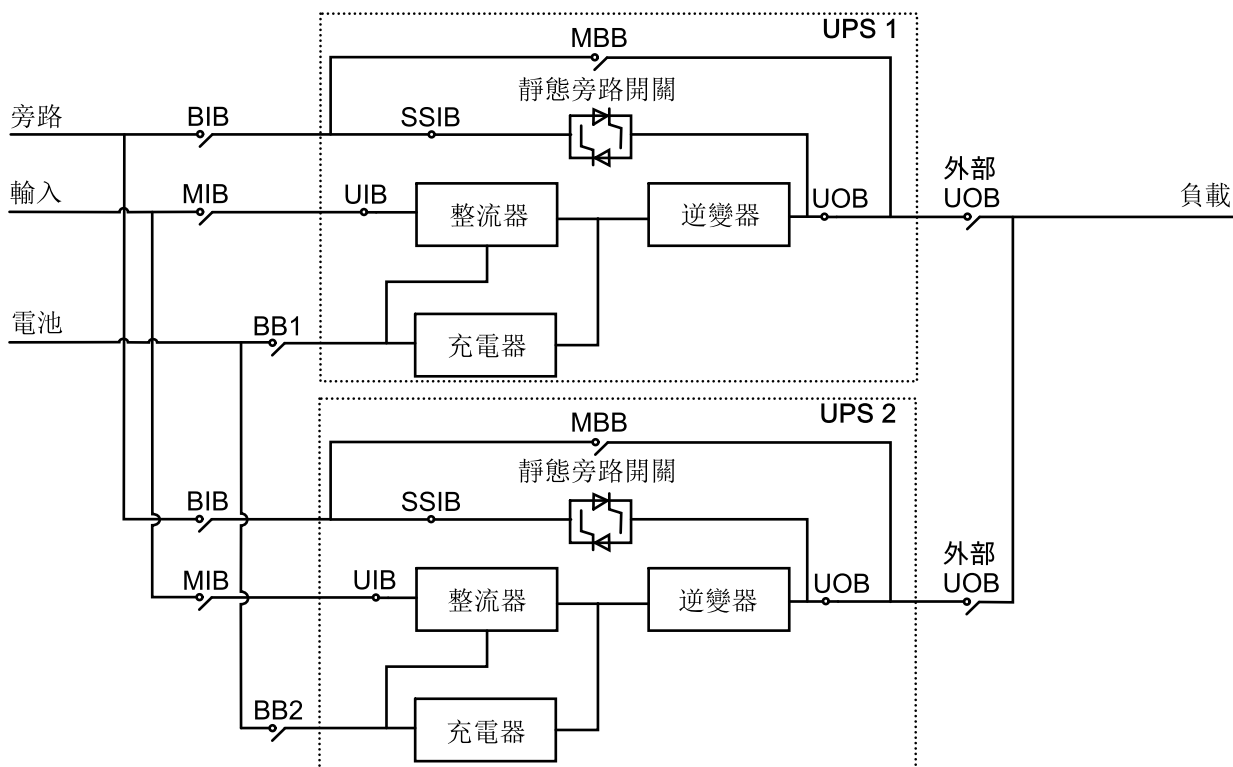 UPS 1
MBB
靜態旁路開關
旁路
BIB
SSIB
外部
輸入
MIB
UIB
整流器
逆變器
UOB
UOB
負載
電池
BB1
充電器
UPS 2
MBB
靜態旁路開關
BIB
SSIB
外部
MIB
UIB
整流器
逆變器
UOB
UOB
BB2
充電器